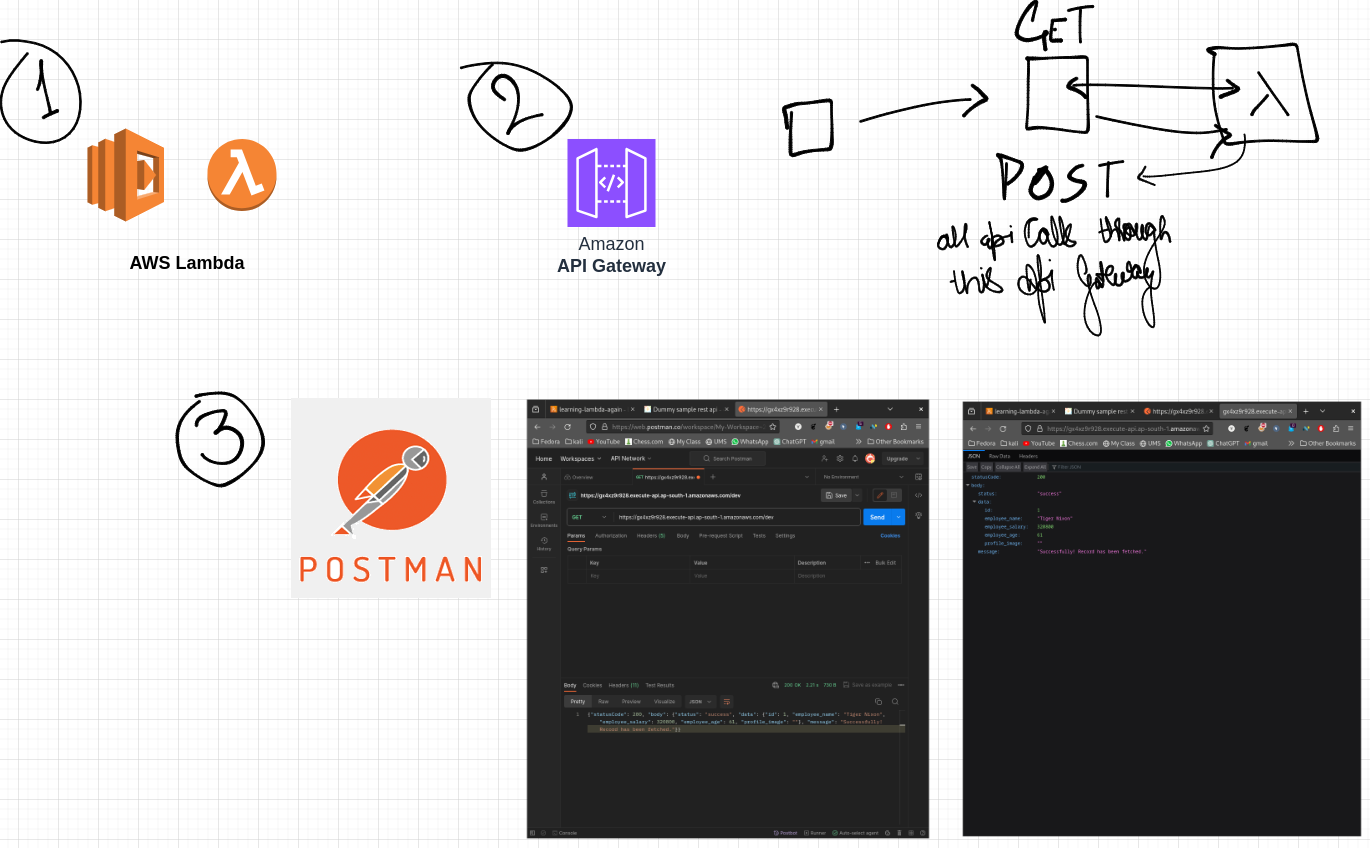 1
AWS Lambda
2
Amazon
API Gateway
GET
λ
POST
all api Calls through
this api Gateway
3
POSTMAN
learning-lambda-again -
Dummy sample rest api
https://gx4xz9r928.exec
https://web.postman.co/workspace/My-Workspace-
Fedora kali YouTube Chess.com My Class UMS WhatsApp ChatGPT gmail Other Bookmarks
Home Workspaces API Network Search Postman Upgrade
Overview GET https://gx4xz9r928.ex No Environment
Collections
Environments
History
https://gx4xz9r928.execute-api.ap-south-1.amazonaws.com/dev Save
GET https://gx4xz9r928.execute-api.ap-south-1.amazonaws.com/dev Send
Params Authorization Headers (5) Body Pre-request Script Tests Settings Cookies
Query Params
Key Value Description Bulk Edit
Key Value Description
Body Cookies Headers (11) Test Results 200 OK 2.21 s 750 B Save as example
Pretty Raw Preview Visualize JSON
1 {"statusCode": 200, "body": {"status": "success", "data": {"id": 1, "employee_name": "Tiger Nixon",
"employee_salary": 320800, "employee_age": 61, "profile_image": ""}, "message": "Successfully!
Record has been fetched."}}
Console Postbot Runner Auto-select agent
learning-lambda-ag
Dummy sample rest
https://gx4xz9r928.e
gx4xz9r928.execute-ap
https://gx4xz9r928.execute-api.ap-south-1.amazonaws
Fedora kali YouTube Chess.com My Class UMS WhatsApp ChatGPT gmail Other Bookmarks
JSON Raw Data Headers
Save Copy Collapse All Expand All Filter JSON
statusCode: 200
body:
status: "success"
data:
id: 1
employee_name: "Tiger Nixon"
employee_salary: 320800
employee_age: 61
profile_image: ""
message: "Successfully! Record has been fetched."